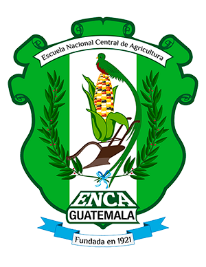 Escuela Nacional Central de Agricultura
ENCA
GUATEMALA
Fundada en 1921